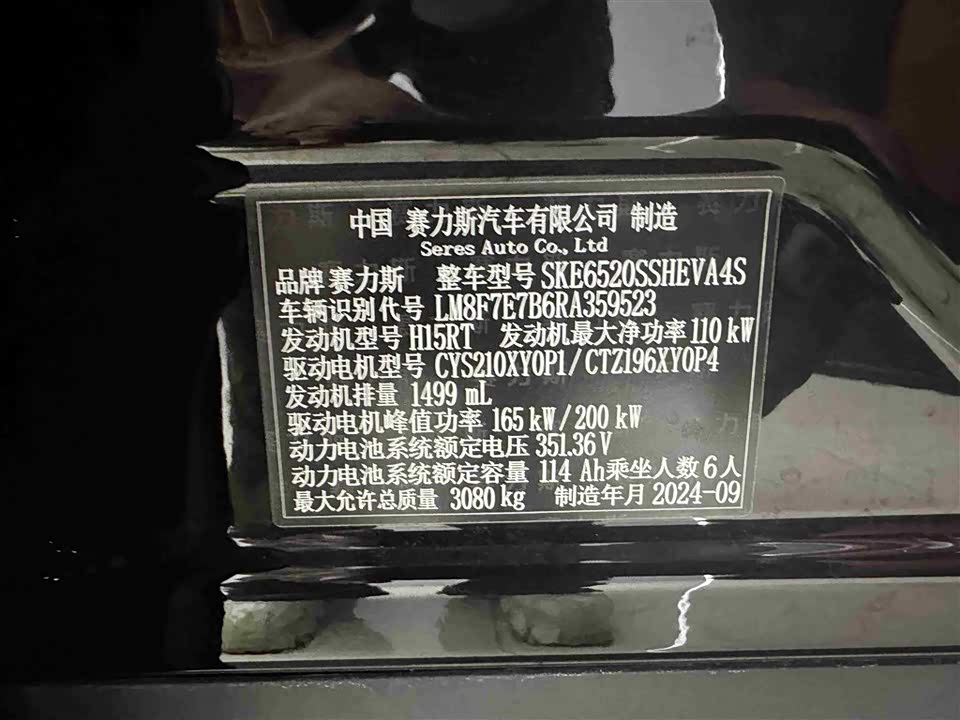 中国 赛力斯汽车有限公司 制造
Seres Auto Co., Ltd
品牌 赛力斯 整车型号 SKE6520SSHEVA4S
车辆识别代号 LM8F7E7B6RA359523
发动机型号 H15RT 发动机最大净功率 110 kW
驱动电机型号 CYS210XY0P1/CTZ196XY0P4
发动机排量 1499 mL
驱动电机峰值功率 165 kW/200 kW
动力电池系统额定电压 351.36 V
动力电池系统额定容量 114 Ah 乘坐人数 6人
最大允许总质量 3080 kg 制造年月 2024-09